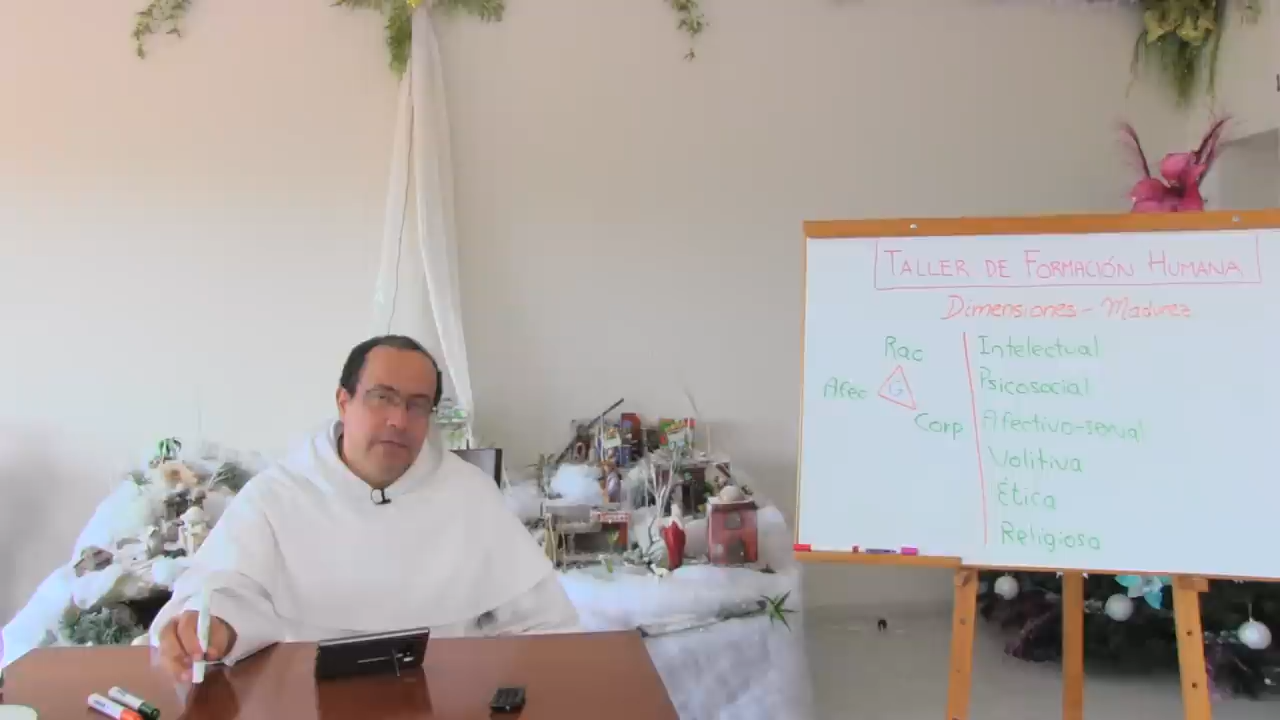 TALLER DE FORMACIÓN HUMANA
Dimensiones - Madurez
Rac
Afec
G
Corp
Intelectual
Psicosocial
Afectivo-sexual
Volitiva
Ética
Religiosa